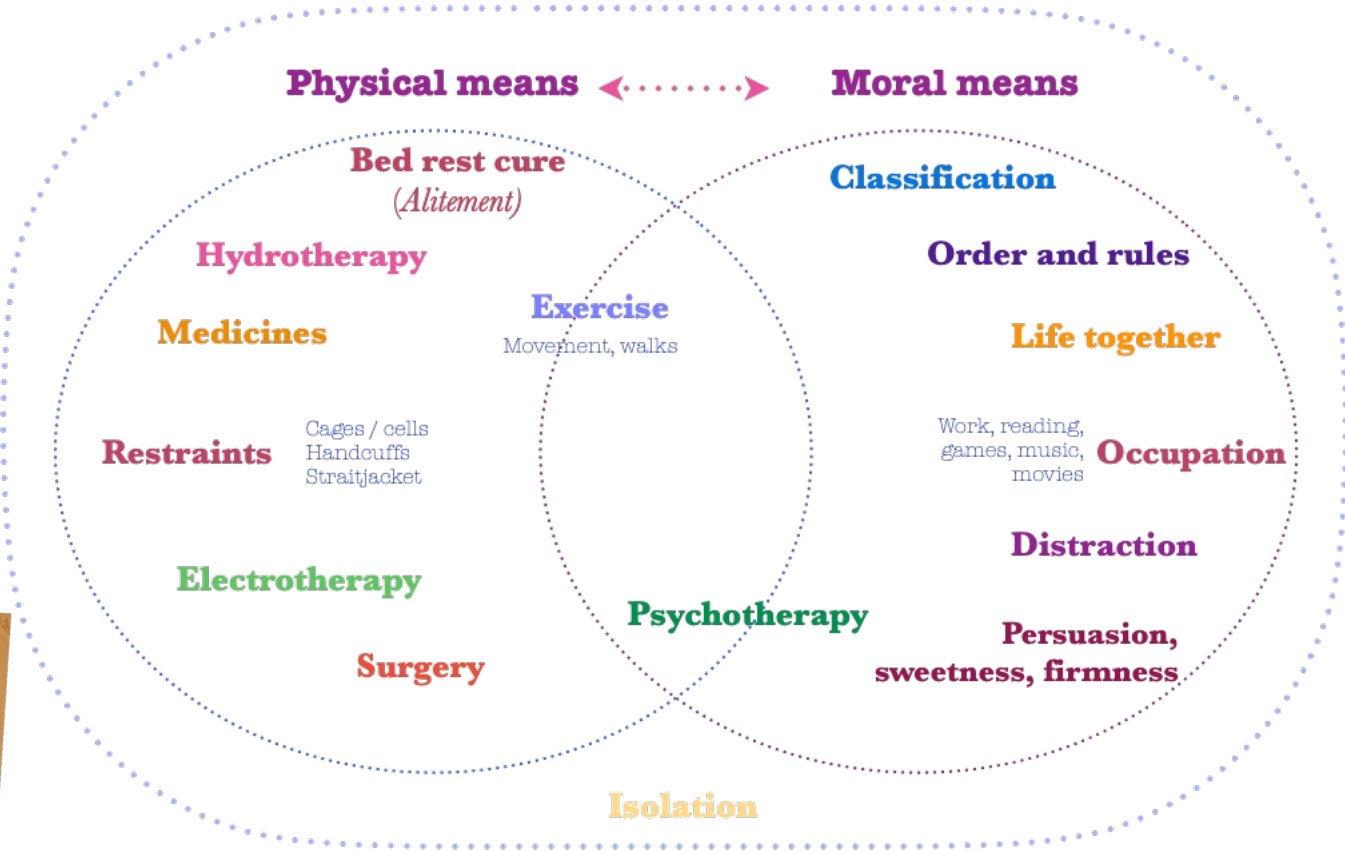 Physical means
Moral means
Bed rest cure
(Alitement)
Hydrotherapy
Medicines
Exercise
Movement, walks
Restraints
Cages / cells
Handcuffs
Straitjacket
Electrotherapy
Surgery
Psychotherapy
Classification
Order and rules
Life together
Work, reading,
games, music,
movies
Occupation
Distraction
Persuasion,
sweetness, firmness
Isolation